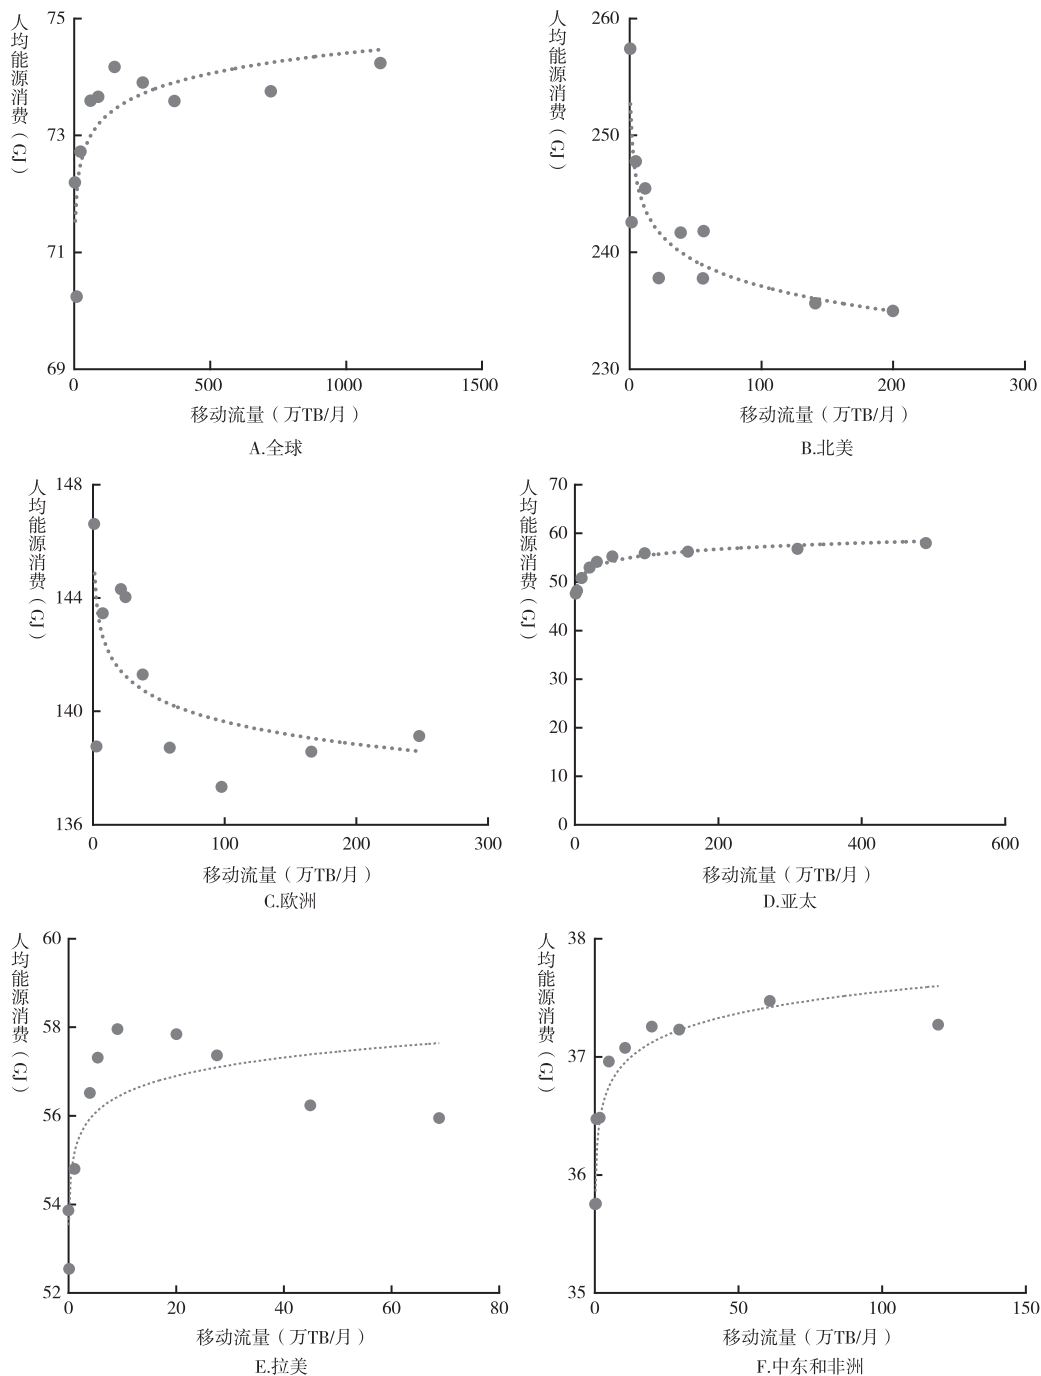 人均能源消费（GJ）
75
73
71
69
0 500 1000 1500
移动流量（万TB/月）
A.全球
人均能源消费（GJ）
260
250
240
230
0 100 200 300
移动流量（万TB/月）
B.北美
人均能源消费（GJ）
148
144
140
136
0 100 200 300
移动流量（万TB/月）
C.欧洲
人均能源消费（GJ）
70
60
50
40
30
20
10
0
0 200 400 600
移动流量（万TB/月）
D.亚太
人均能源消费（GJ）
60
58
56
54
52
0 20 40 60 80
移动流量（万TB/月）
E.拉美
人均能源消费（GJ）
38
37
36
35
0 50 100 150
移动流量（万TB/月）
F.中东和非洲